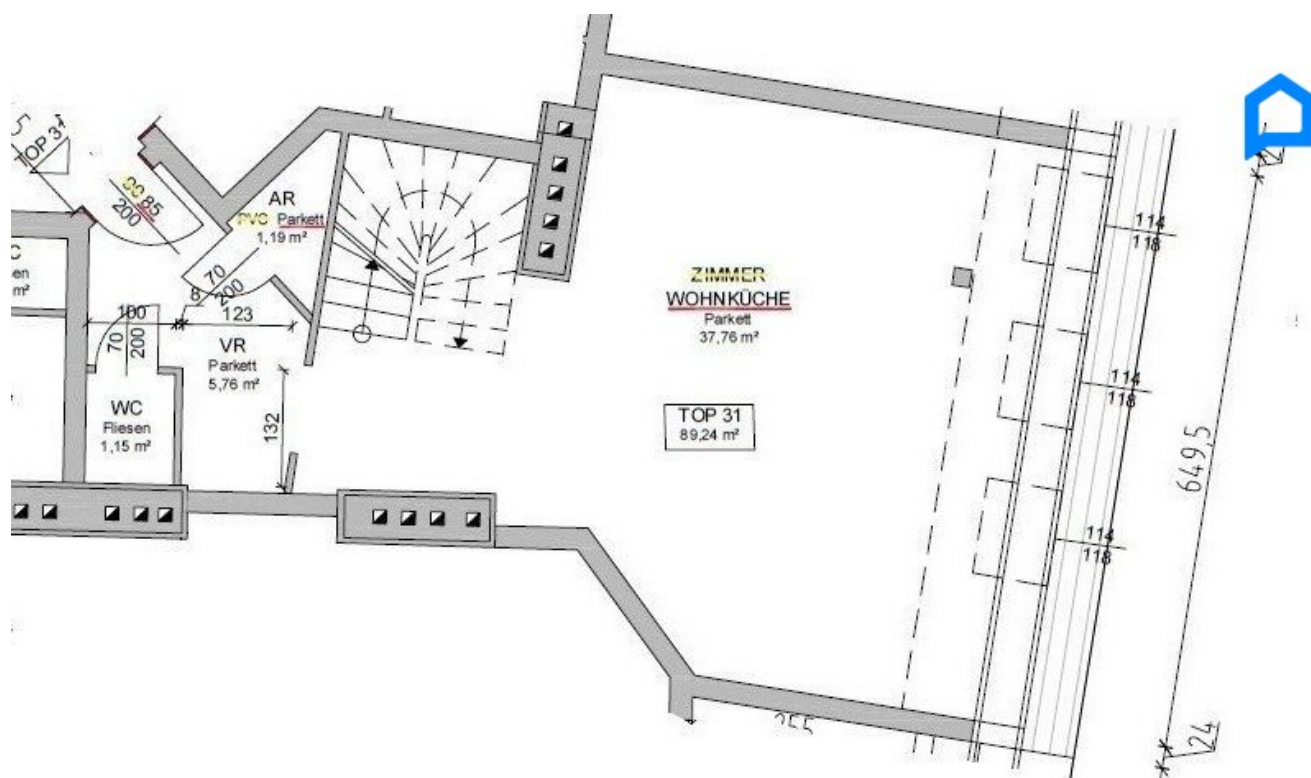 TOP 31
90 85
200
AR
PVC Parkett
1,19 m²
70
200
8
100
123
70
200
VR
Parkett
5,76 m²
WC
Fliesen
1,15 m²
132
ZIMMER
WOHNKÜCHE
Parkett
37,76 m²
TOP 31
89,24 m²
114
118
114
118
114
118
649,5
24